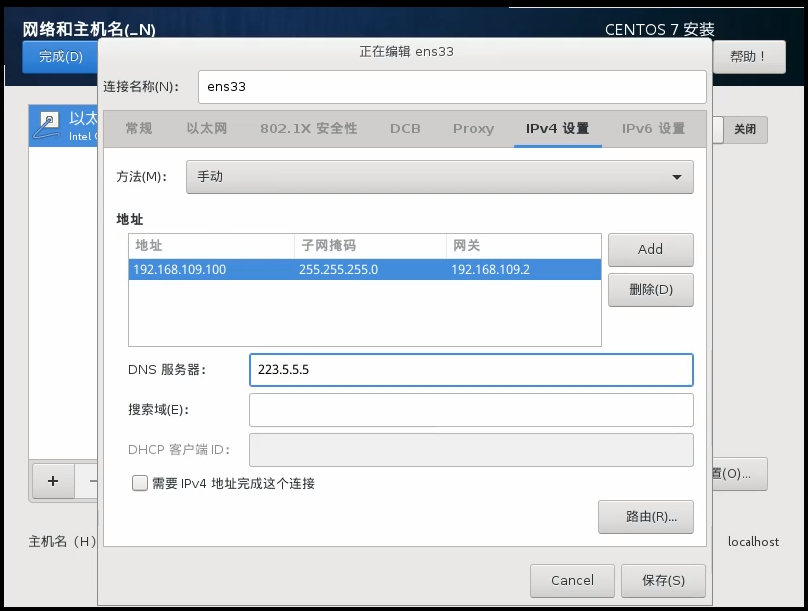 网络和主机名(_N)
CENTOS 7 安装
完成(D)
正在编辑 ens33
帮助！
连接名称(N)：
ens33
以太
Intel
常规
以太网
802.1X 安全性
DCB
Proxy
IPv4 设置
IPv6 设置
关闭
方法(M)：
手动
地址
地址
子网掩码
网关
Add
192.168.109.100
255.255.255.0
192.168.109.2
删除(D)
DNS 服务器：
223.5.5.5
搜索域(E)：
DHCP 客户端 ID：
+
−
置(O)...
需要 IPv4 地址完成这个连接
路由(R)...
主机名（H）
localhost
Cancel
保存(S)